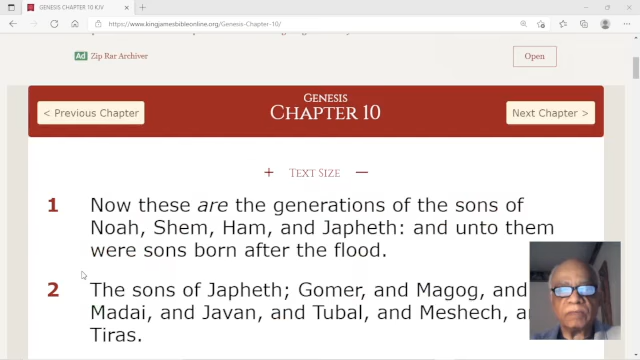 Genesis Chapter 10 KJV
https://www.kingjamesbibleonline.org/Genesis-Chapter-10/
Ad Zip Rar Archiver
Open
< Previous Chapter
GENESIS
CHAPTER 10
Next Chapter >
+ TEXT SIZE —
1 Now these are the generations of the sons of
Noah, Shem, Ham, and Japheth: and unto them
were sons born after the flood.
2 The sons of Japheth; Gomer, and Magog, and
Madai, and Javan, and Tubal, and Meshech, an
Tiras.